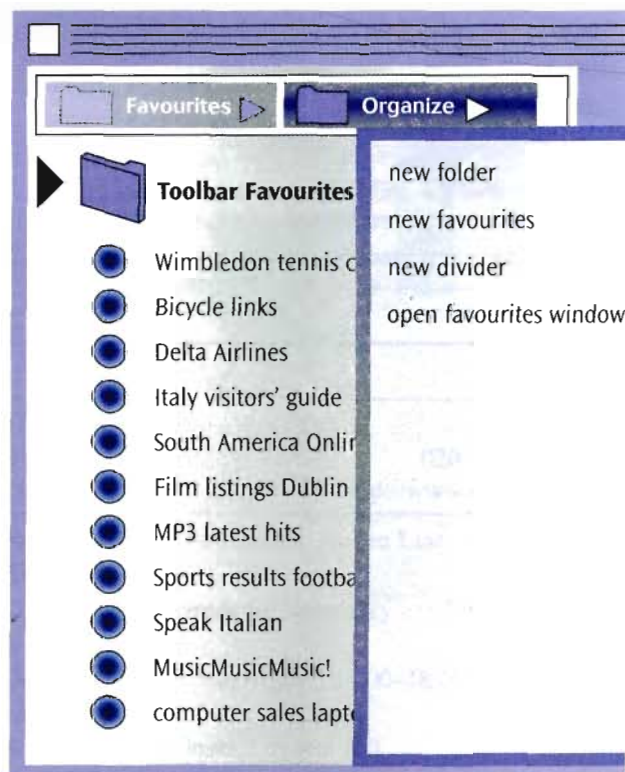 Favourites
Organize
Toolbar Favourites
Wimbledon tennis c
Bicycle links
Delta Airlines
Italy visitors' guide
South America Onlin
Film listings Dublin
MP3 latest hits
Sports results footba
Speak Italian
MusicMusicMusic!
computer sales lapto
new folder
new favourites
new divider
open favourites window